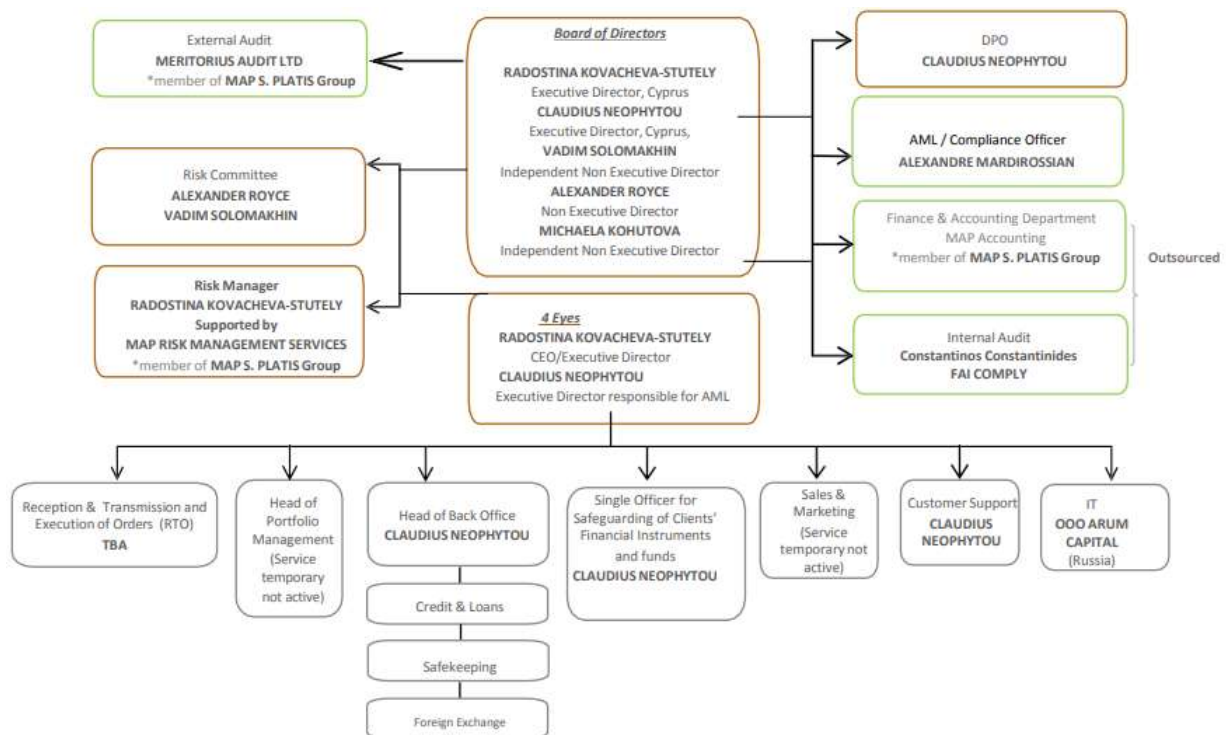 External Audit
MERITORIUS AUDIT LTD
*member of MAP S. PLATIS Group
Board of Directors
RADOSTINA KOVACHEVA-STUTELY
Executive Director, Cyprus
CLAUDIUS NEOPHYTOU
Executive Director, Cyprus,
VADIM SOLOMAKHIN
Independent Non Executive Director
ALEXANDER ROYCE
Non Executive Director
MICHAELA KOHUTOVA
Independent Non Executive Director
DPO
CLAUDIUS NEOPHYTOU
AML / Compliance Officer
ALEXANDRE MARDIROSSIAN
Risk Committee
ALEXANDER ROYCE
VADIM SOLOMAKHIN
Finance & Accounting Department
MAP Accounting
*member of MAP S. PLATIS Group
Outsourced
Risk Manager
RADOSTINA KOVACHEVA-STUTELY
Supported by
MAP RISK MANAGEMENT SERVICES
*member of MAP S. PLATIS Group
4 Eyes
RADOSTINA KOVACHEVA-STUTELY
CEO/Executive Director
CLAUDIUS NEOPHYTOU
Executive Director responsible for AML
Internal Audit
Constantinos Constantinides
FAI COMPLY
Reception & Transmission and
Execution of Orders (RTO)
TBA
Head of
Portfolio
Management
(Service
temporary
not active)
Head of Back Office
CLAUDIUS NEOPHYTOU
Credit & Loans
Safekeeping
Foreign Exchange
Single Officer for
Safeguarding of Clients'
Financial Instruments
and funds
CLAUDIUS NEOPHYTOU
Sales &
Marketing
(Service
temporary not
active)
Customer Support
CLAUDIUS
NEOPHYTOU
IT
OOO ARUM
CAPITAL
(Russia)